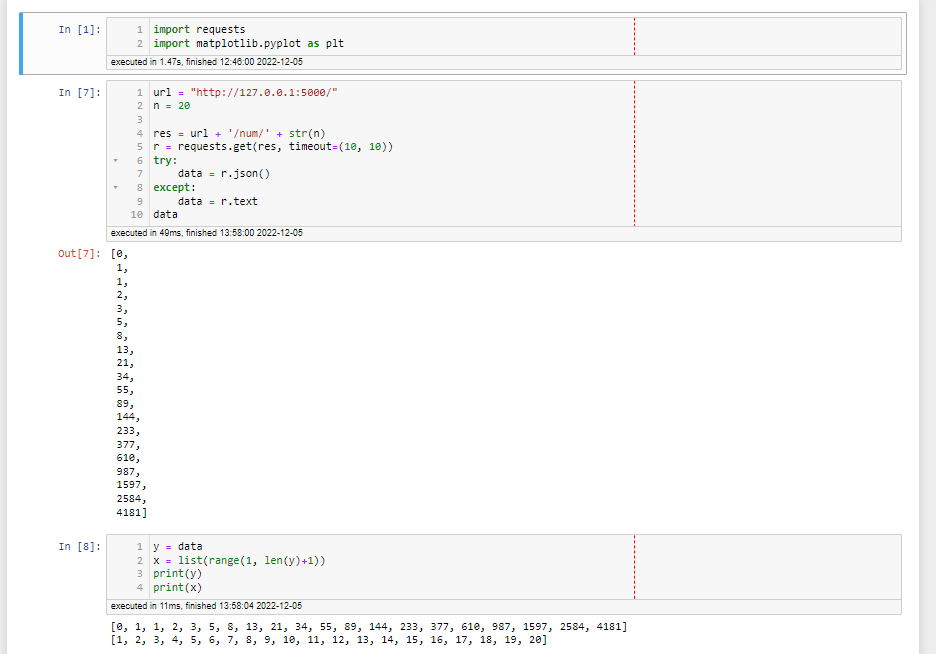 In [1]:
1 import requests
2 import matplotlib.pyplot as plt
executed in 1.47s, finished 12:46:00 2022-12-05
In [7]:
1 url = "http://127.0.0.1:5000/"
2 n = 20
3
4 res = url + '/num/' + str(n)
5 r = requests.get(res, timeout=(10, 10))
6 try:
7     data = r.json()
8 except:
9     data = r.text
10 data
executed in 49ms, finished 13:58:00 2022-12-05
Out[7]: [0,
1,
1,
2,
3,
5,
8,
13,
21,
34,
55,
89,
144,
233,
377,
610,
987,
1597,
2584,
4181]
In [8]:
1 y = data
2 x = list(range(1, len(y)+1))
3 print(y)
4 print(x)
executed in 11ms, finished 13:58:04 2022-12-05
[0, 1, 1, 2, 3, 5, 8, 13, 21, 34, 55, 89, 144, 233, 377, 610, 987, 1597, 2584, 4181]
[1, 2, 3, 4, 5, 6, 7, 8, 9, 10, 11, 12, 13, 14, 15, 16, 17, 18, 19, 20]